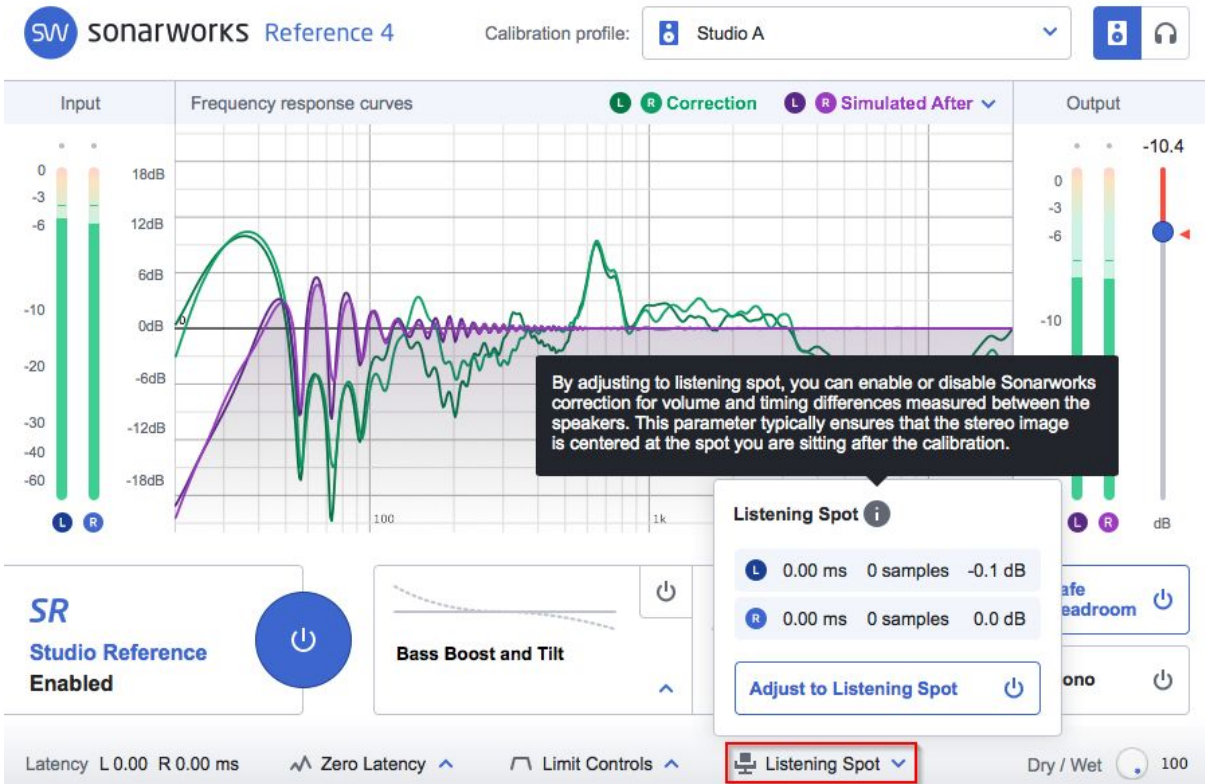 SW sonarworks Reference 4
Calibration profile:
Studio A
Input
Frequency response curves
L R Correction
L R Simulated After
Output
-10.4
0
-3
-6
-10
-20
-30
-40
-60
L R
18dB
12dB
6dB
0dB
-6dB
-12dB
-18dB
0
100
1k
0
-3
-6
-10
L R
dB
By adjusting to listening spot, you can enable or disable Sonarworks
correction for volume and timing differences measured between the
speakers. This parameter typically ensures that the stereo image
is centered at the spot you are sitting after the calibration.
Listening Spot i
L 0.00 ms 0 samples -0.1 dB
R 0.00 ms 0 samples 0.0 dB
Adjust to Listening Spot
SR
Studio Reference
Enabled
Bass Boost and Tilt
afe
eadroom
ono
Latency L 0.00 R 0.00 ms
Zero Latency
Limit Controls
Listening Spot
Dry / Wet
100